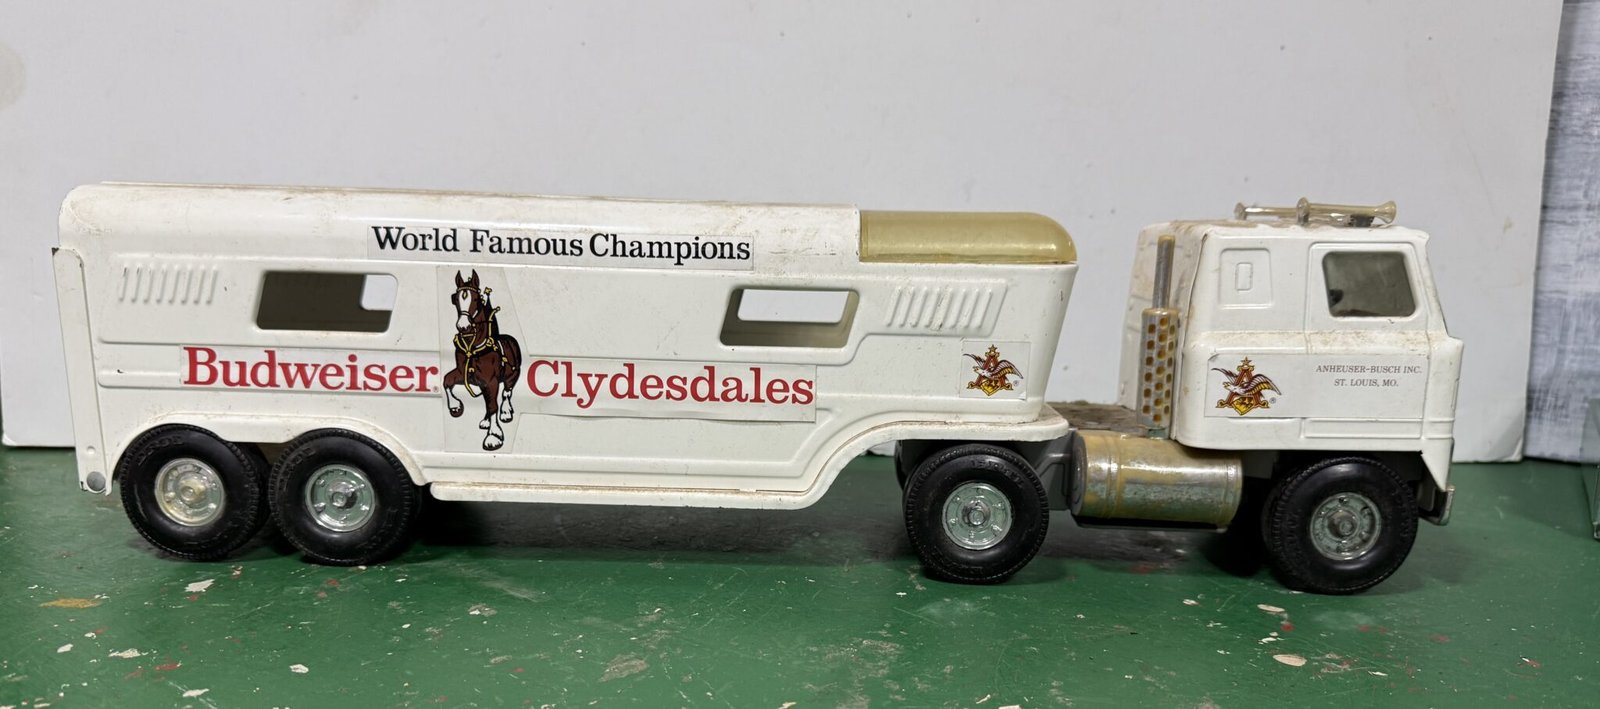 World Famous Champions
Budweiser® Clydesdales
®
A
®
ANHEUSER-BUSCH INC.
ST. LOUIS, MO.